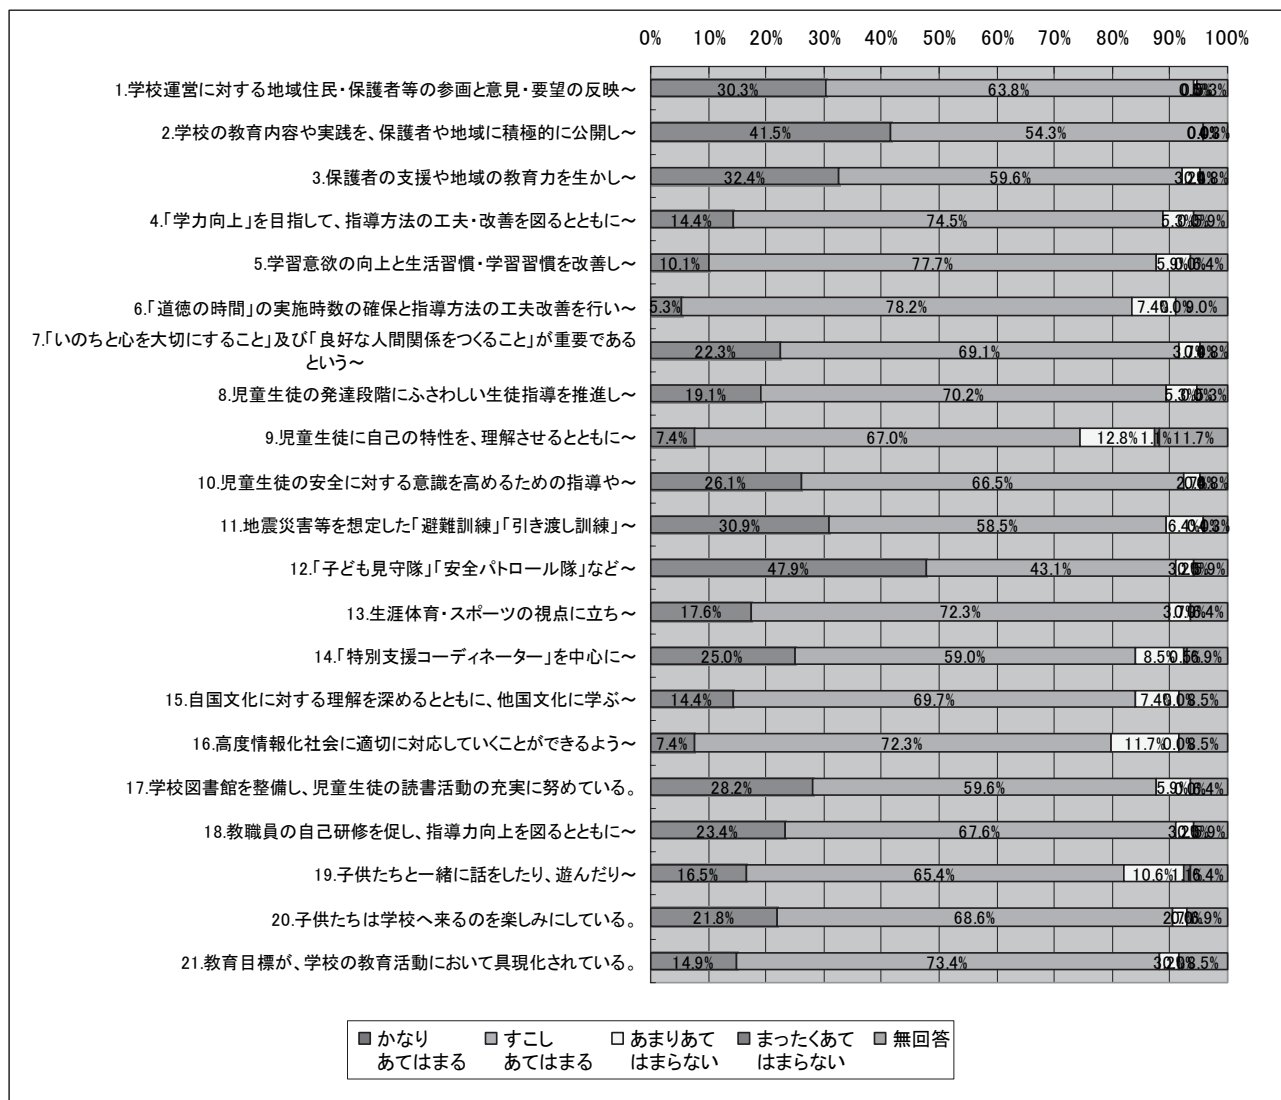 0% 10% 20% 30% 40% 50% 60% 70% 80% 90% 100%
1.学校運営に対する地域住民・保護者等の参画と意見・要望の反映～ 30.3% 63.8%
2.学校の教育内容や実践を、保護者や地域に積極的に公開し～ 41.5% 54.3%
3.保護者の支援や地域の教育力を生かし～ 32.4% 59.6%
4.「学力向上」を目指して、指導方法の工夫・改善を図るとともに～ 14.4% 74.5%
5.学習意欲の向上と生活習慣・学習習慣を改善し～ 10.1% 77.7%
6.「道徳の時間」の実施時数の確保と指導方法の工夫改善を行い～ 5.3% 78.2% 7.4% 0.0% 9.0%
7.「いのちと心を大切にすること」及び「良好な人間関係をつくること」が重要である
という～ 22.3% 69.1%
8.児童生徒の発達段階にふさわしい生徒指導を推進し～ 19.1% 70.2%
9.児童生徒に自己の特性を、理解させるとともに～ 7.4% 67.0% 12.8% 1.1% 11.7%
10.児童生徒の安全に対する意識を高めるための指導や～ 26.1% 66.5%
11.地震災害等を想定した「避難訓練」「引き渡し訓練」～ 30.9% 58.5%
12.「子ども見守隊」「安全パトロール隊」など～ 47.9% 43.1%
13.生涯体育・スポーツの視点に立ち～ 17.6% 72.3%
14.「特別支援コーディネーター」を中心に～ 25.0% 59.0% 8.5%
15.自国文化に対する理解を深めるとともに、他国文化に学ぶ～ 14.4% 69.7% 7.4% 0.0% 8.5%
16.高度情報化社会に適切に対応していくことができるよう～ 7.4% 72.3% 11.7% 0.0% 8.5%
17.学校図書館を整備し、児童生徒の読書活動の充実に努めている。 28.2% 59.6%
18.教職員の自己研修を促し、指導力向上を図るとともに～ 23.4% 67.6%
19.子供たちと一緒に話をしたり、遊んだり～ 16.5% 65.4% 10.6%
20.子供たちは学校へ来るのを楽しみにしている。 21.8% 68.6%
21.教育目標が、学校の教育活動において具現化されている。 14.9% 73.4%
かなり すこし あまりあて まったくあて 無回答
あてはまる あてはまる はまらない はまらない